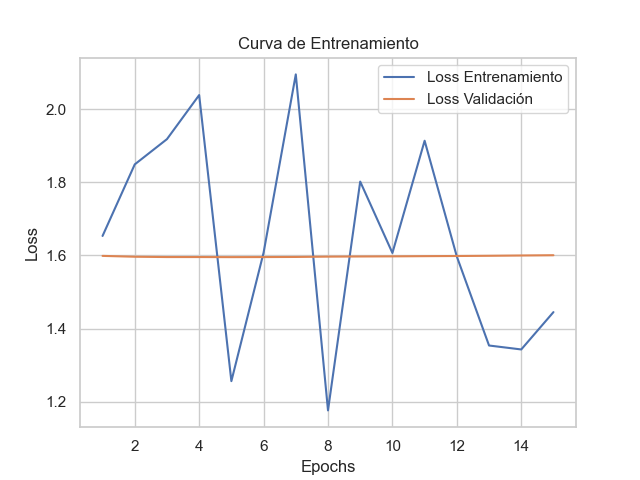 Curva de Entrenamiento
Loss Entrenamiento
Loss Validación
Loss
2.0
1.8
1.6
1.4
1.2
2 4 6 8 10 12 14
Epochs